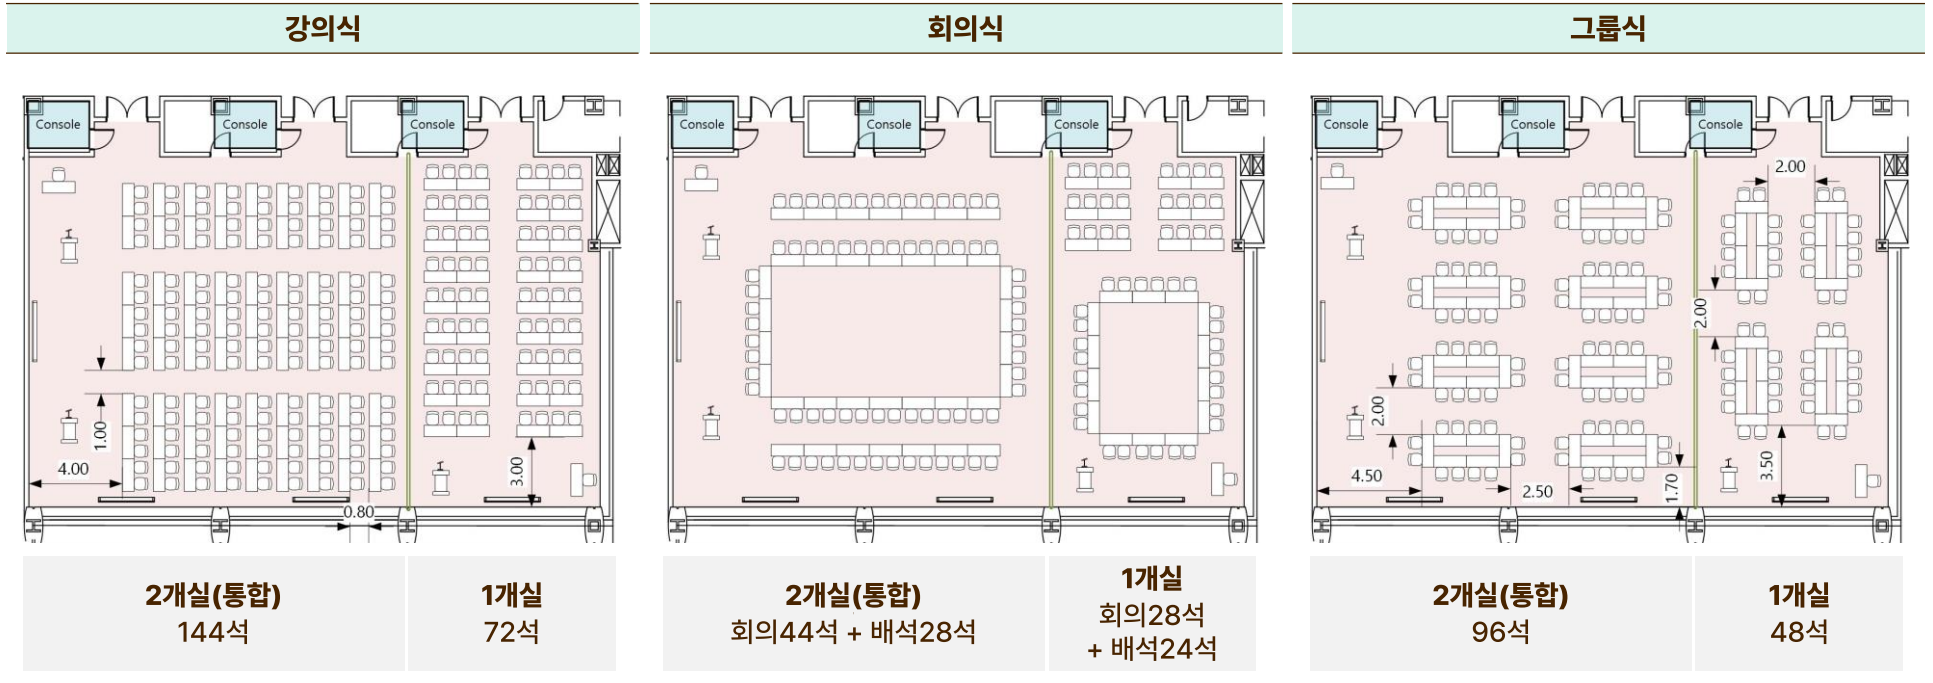 강의식
회의식
그룹식
Console
Console
Console
1.00
4.00
0.80
3.00
Console
Console
Console
Console
Console
Console
2.00
2.00
2.00
4.50
2.50
1.70
3.50
2개실(통합)
144석
1개실
72석
2개실(통합)
회의44석 + 배석28석
1개실
회의28석
+ 배석24석
2개실(통합)
96석
1개실
48석